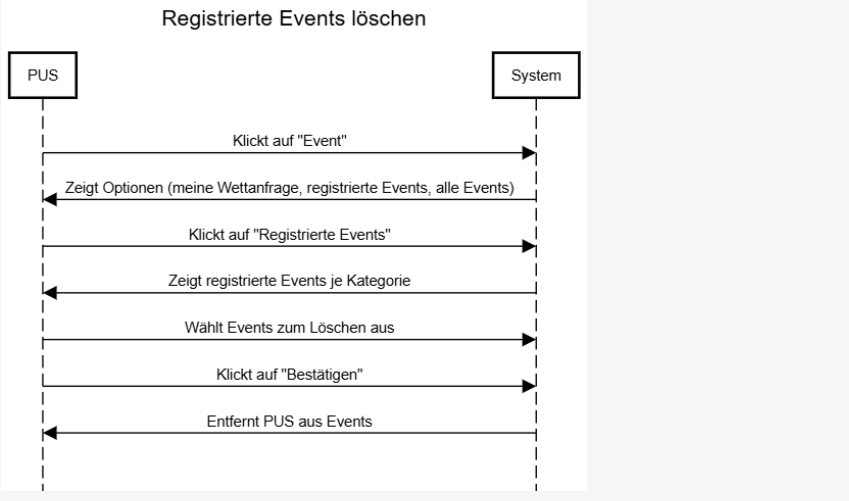 Registrierte Events löschen
PUS
System
Klickt auf "Event"
Zeigt Optionen (meine Wettanfrage, registrierte Events, alle Events)
Klickt auf "Registrierte Events"
Zeigt registrierte Events je Kategorie
Wählt Events zum Löschen aus
Klickt auf "Bestätigen"
Entfernt PUS aus Events